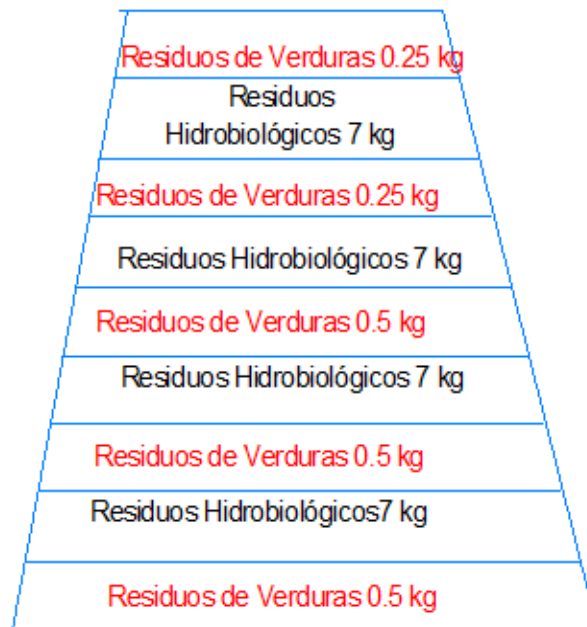 Residuos de Verduras 0.25 kg
Residuos
Hidrobiológicos 7 kg
Residuos de Verduras 0.25 kg
Residuos Hidrobiológicos 7 kg
Residuos de Verduras 0.5 kg
Residuos Hidrobiológicos 7 kg
Residuos de Verduras 0.5 kg
Residuos Hidrobiológicos7 kg
Residuos de Verduras 0.5 kg